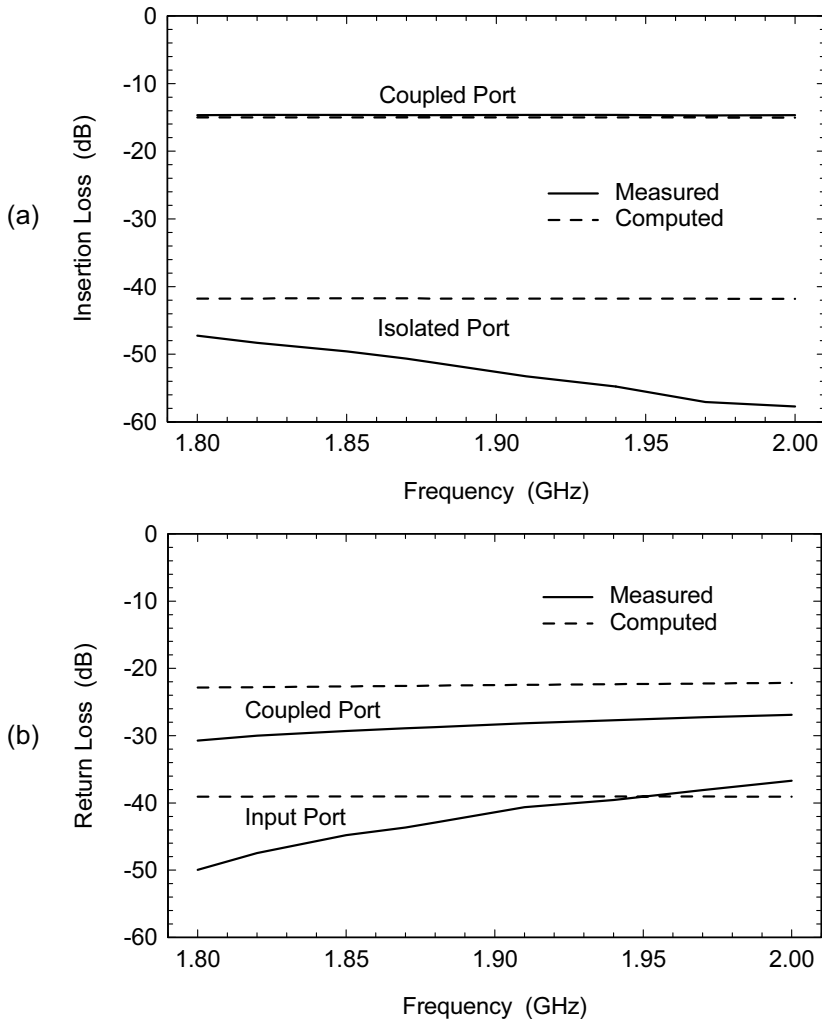 (a)
Insertion Loss (dB)
0
-10
-20
-30
-40
-50
-60
Coupled Port
Measured
Computed
Isolated Port
1.80 1.85 1.90 1.95 2.00
Frequency (GHz)
(b)
Return Loss (dB)
0
-10
-20
-30
-40
-50
-60
Measured
Computed
Coupled Port
Input Port
1.80 1.85 1.90 1.95 2.00
Frequency (GHz)